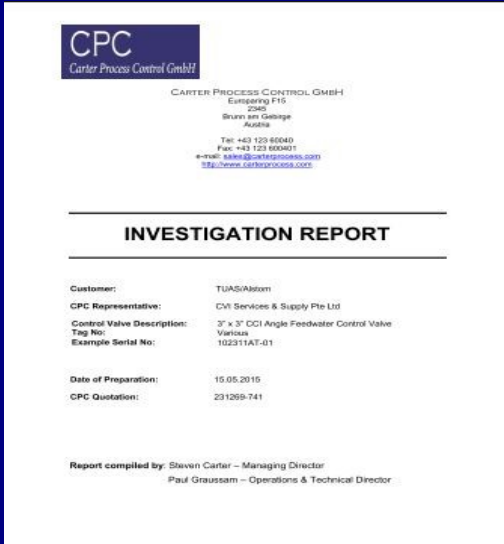 CPC
Carter Process Control GmbH
CARTER PROCESS CONTROL GMBH
Europaring F15
2345
Brunn am Gebirge
Austria
Tel: +43 123 60040
Fax: +43 123 600401
e-mail: sales@carterprocess.com
http://www.carterprocess.com
INVESTIGATION REPORT
Customer: TUAS/Alstom
CPC Representative: CVI Services & Supply Pte Ltd
Control Valve Description: 3" x 3" CCI Angle Feedwater Control Valve
Tag No: Various
Example Serial No: 102311AT-01
Date of Preparation: 15.05.2015
CPC Quotation: 231269-741
Report compiled by: Steven Carter – Managing Director
Paul Graussam – Operations & Technical Director